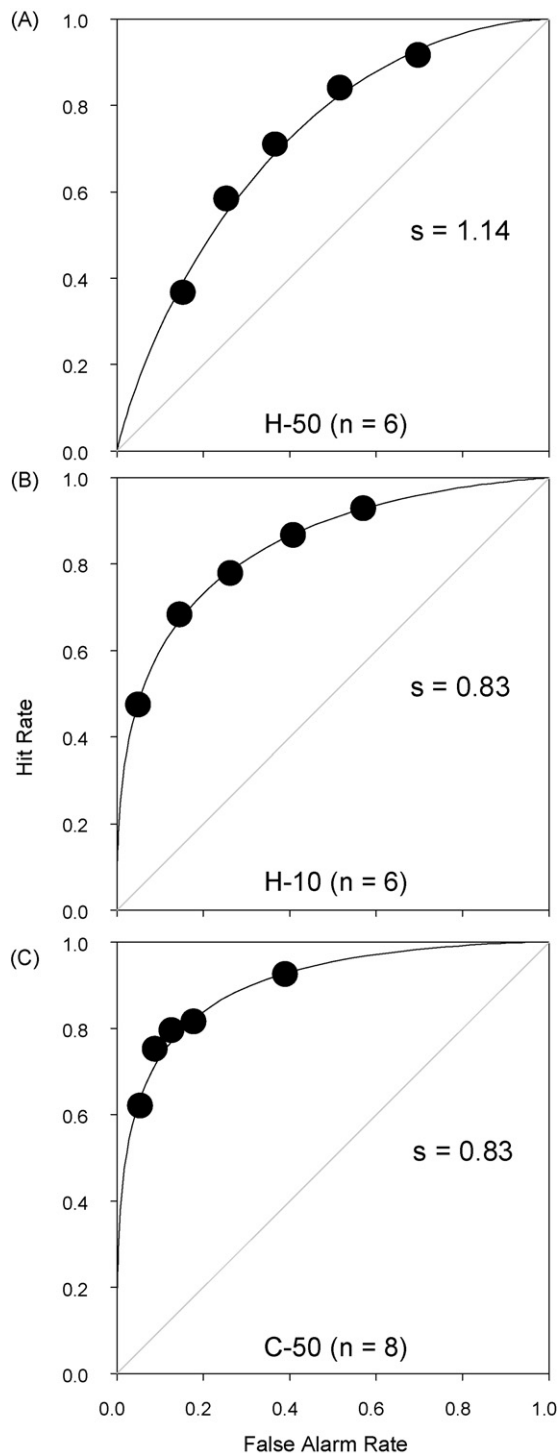 (A)
1.0
0.8
0.6
0.4
0.2
0.0
s = 1.14
H-50 (n = 6)
(B)
1.0
0.8
0.6
0.4
0.2
0.0
s = 0.83
H-10 (n = 6)
Hit Rate
(C)
1.0
0.8
0.6
0.4
0.2
0.0
s = 0.83
C-50 (n = 8)
0.0 0.2 0.4 0.6 0.8 1.0
False Alarm Rate